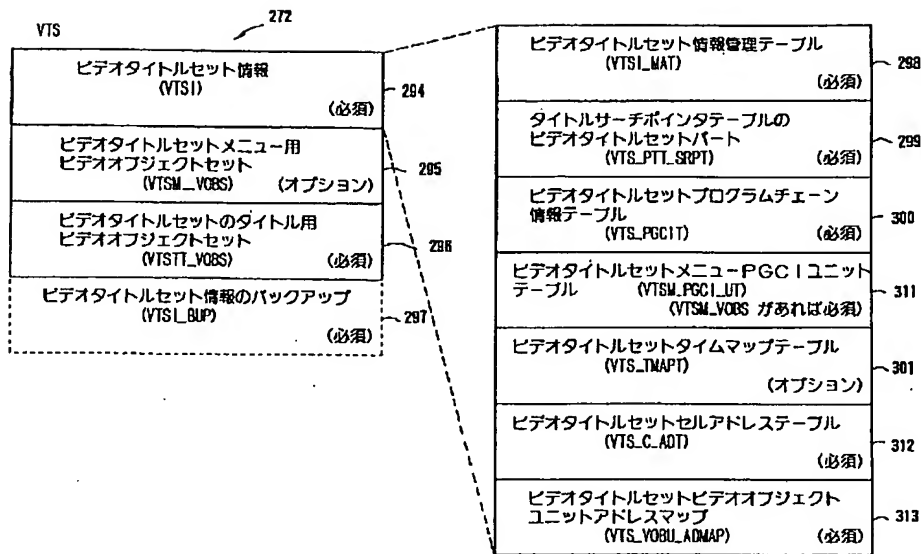 VTS
272
ビデオタイトルセット情報
(VTSI)
(必須)
294
ビデオタイトルセットメニュー用
ビデオオブジェクトセット
(VTSM_VOBS) (オプション)
295
ビデオタイトルセットのタイトル用
ビデオオブジェクトセット
(VTSTT_VOBS) (必須)
296
ビデオタイトルセット情報のバックアップ
(VTSI_BUP)
(必須)
297
ビデオタイトルセット情報管理テーブル
(VTSI_MAT)
(必須)
298
タイトルサーチポインタテーブルの
ビデオタイトルセットパート
(VTS_PTT_SRPT) (必須)
299
ビデオタイトルセットプログラムチェーン
情報テーブル
(VTS_PGCIT) (必須)
300
ビデオタイトルセットメニューPGCIユニット
テーブル (VTSM_PGCI_UT)
(VTSM_VOBS があれば必須)
311
ビデオタイトルセットタイムマップテーブル
(VTS_TMAPT)
(オプション)
301
ビデオタイトルセットセルアドレステーブル
(VTS_C_ADT)
(必須)
312
ビデオタイトルセットビデオオブジェクト
ユニットアドレスマップ
(VTS_VOBU_ADMAP) (必須)
313